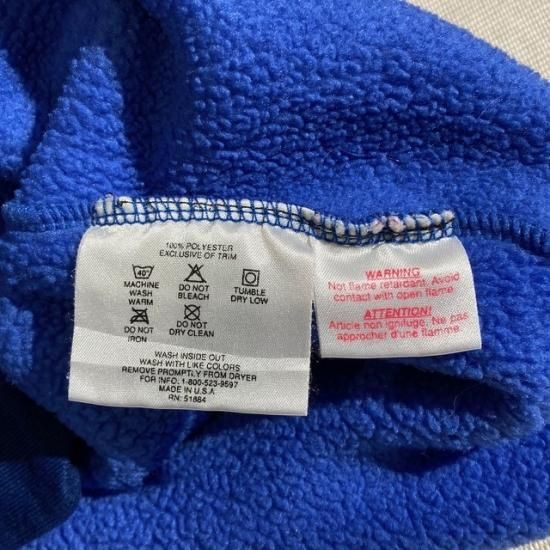 100% POLYESTER
EXCLUSIVE OF TRIM
40°
MACHINE
WASH
WARM
DO NOT
BLEACH
TUMBLE
DRY LOW
DO NOT
IRON
DO NOT
DRY CLEAN
WASH INSIDE OUT
WASH WITH LIKE COLORS
REMOVE PROMPTLY FROM DRYER
FOR INFO: 1-800-523-9597
MADE IN U.S.A
RN: 51884
WARNING
Not flame retardant. Avoid
contact with open flame.
ATTENTION!
Article non ignifuge. Ne pas
approcher d'une flamme.